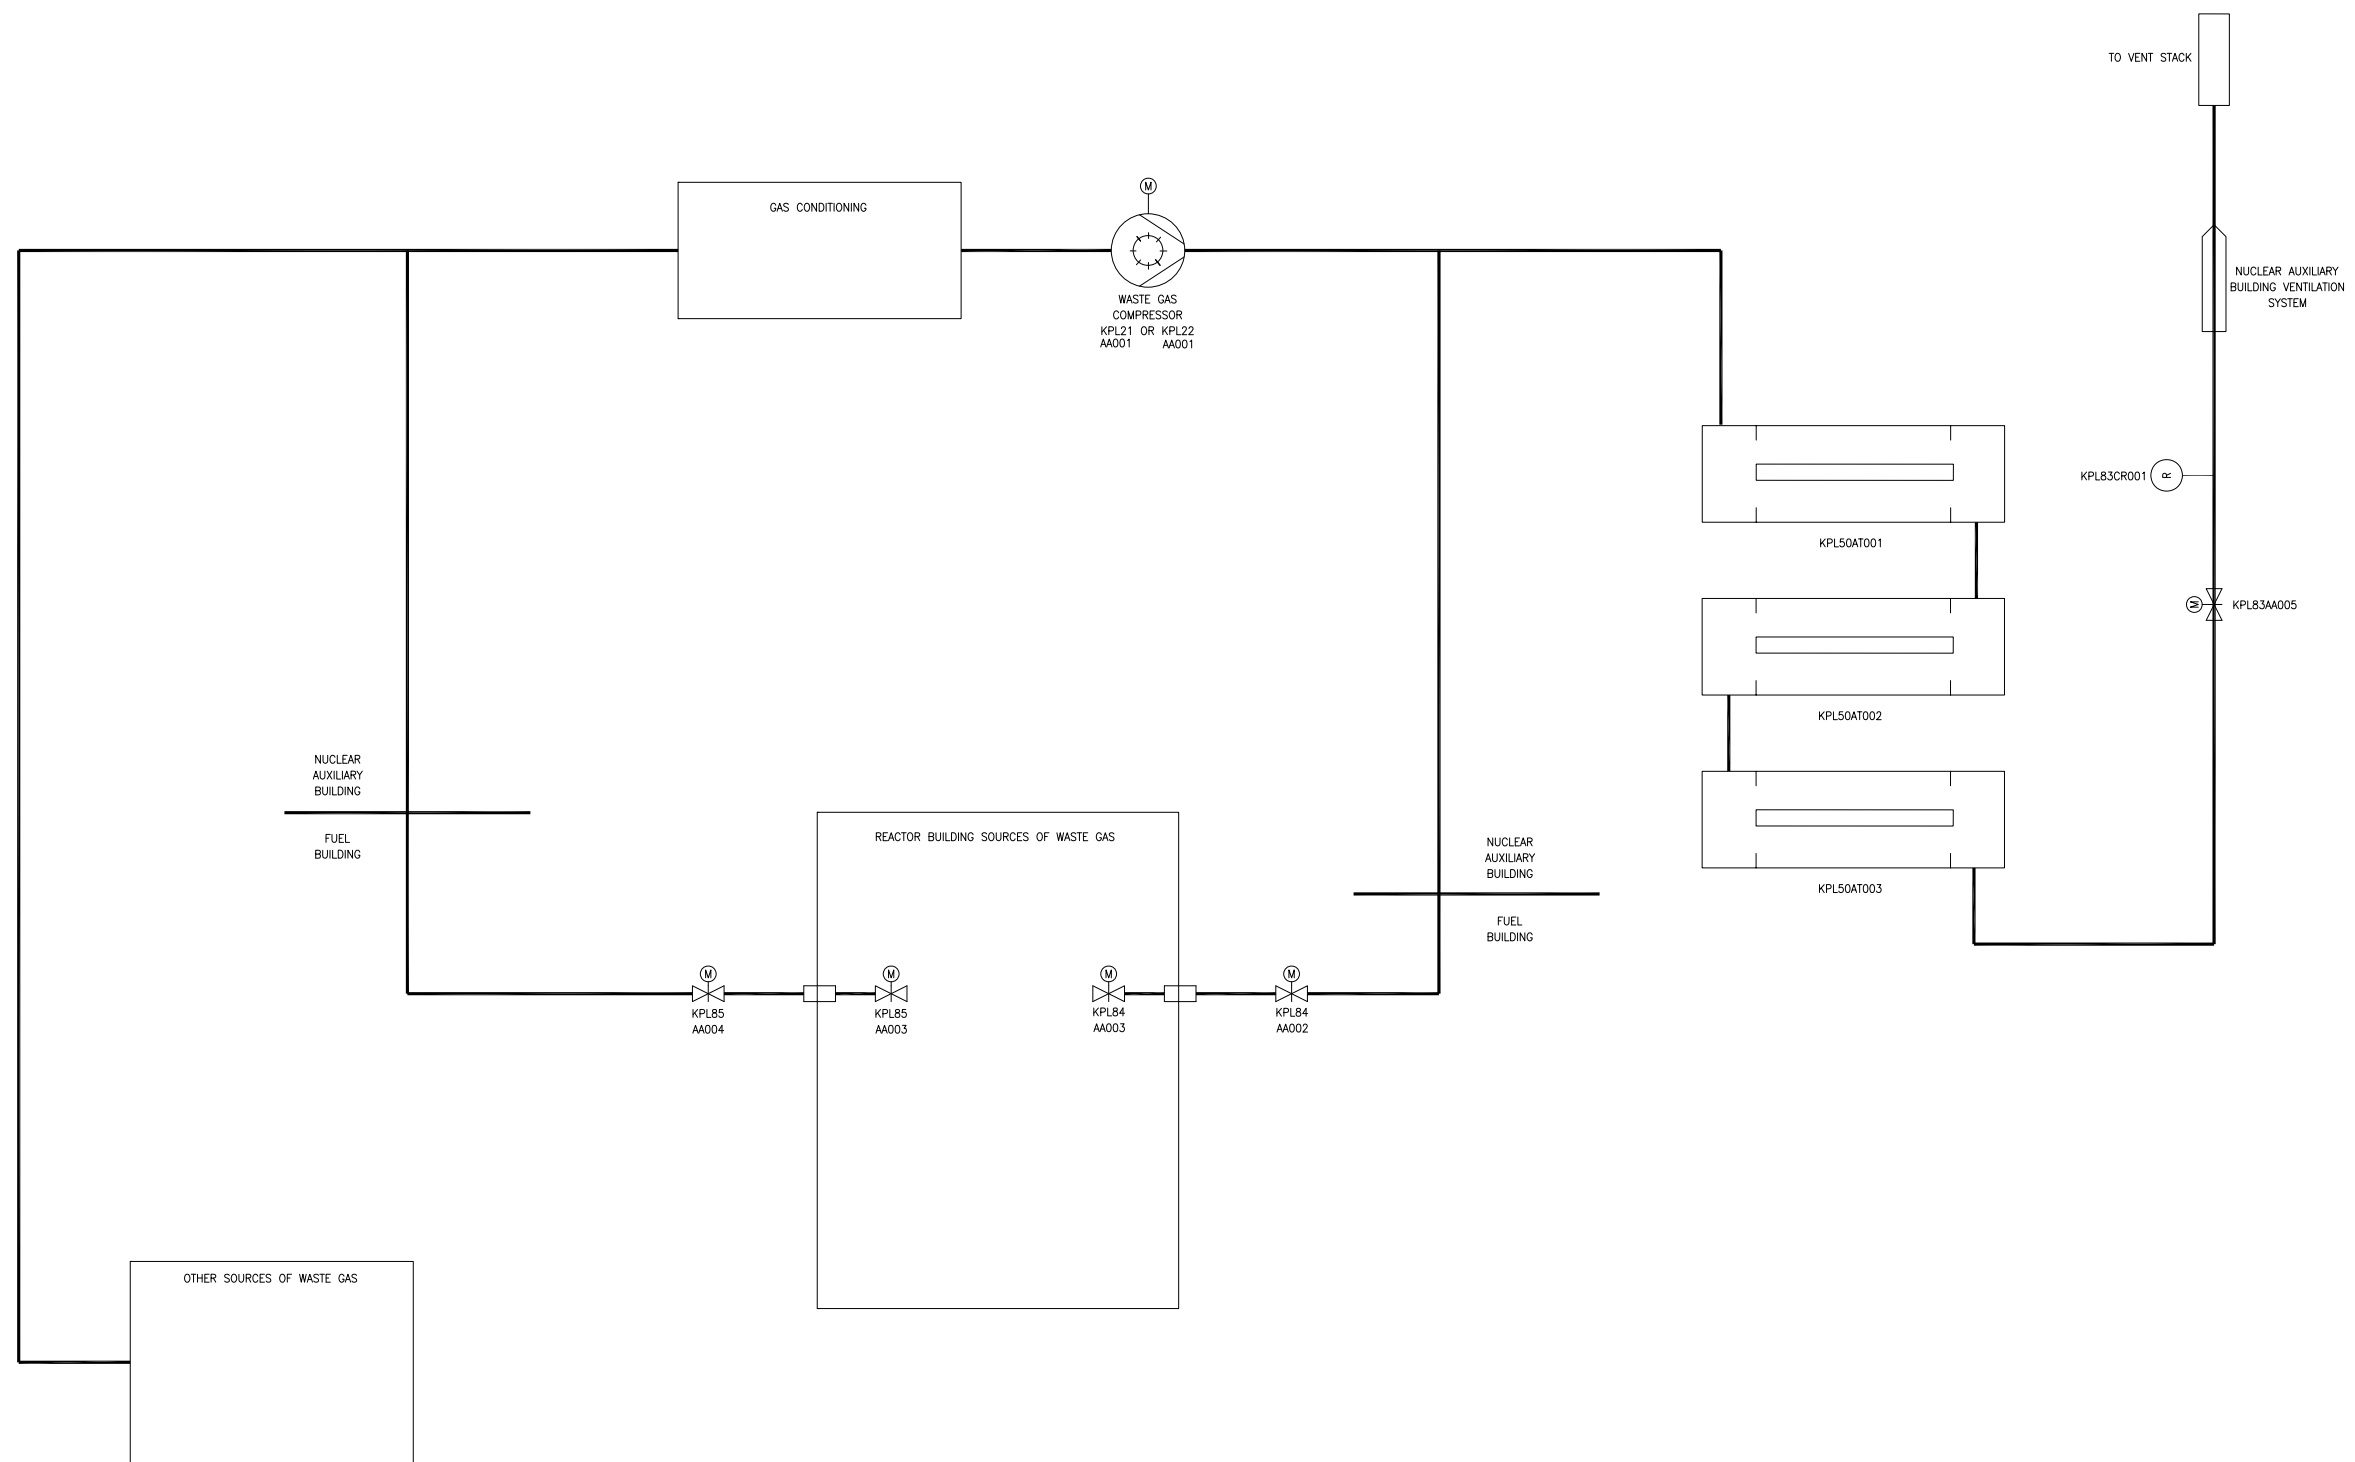 TO VENT STACK
M
GAS CONDITIONING
NUCLEAR AUXILIARY
BUILDING VENTILATION
SYSTEM
WASTE GAS
COMPRESSOR
KPL21 OR KPL22
AA001 AA001
KPL83CR001
R
KPL50AT001
M
KPL83AA005
KPL50AT002
NUCLEAR
AUXILIARY
BUILDING
FUEL
BUILDING
REACTOR BUILDING SOURCES OF WASTE GAS
NUCLEAR
AUXILIARY
BUILDING
FUEL
BUILDING
KPL50AT003
M
KPL85
AA004
M
KPL85
AA003
M
KPL84
AA003
M
KPL84
AA002
OTHER SOURCES OF WASTE GAS